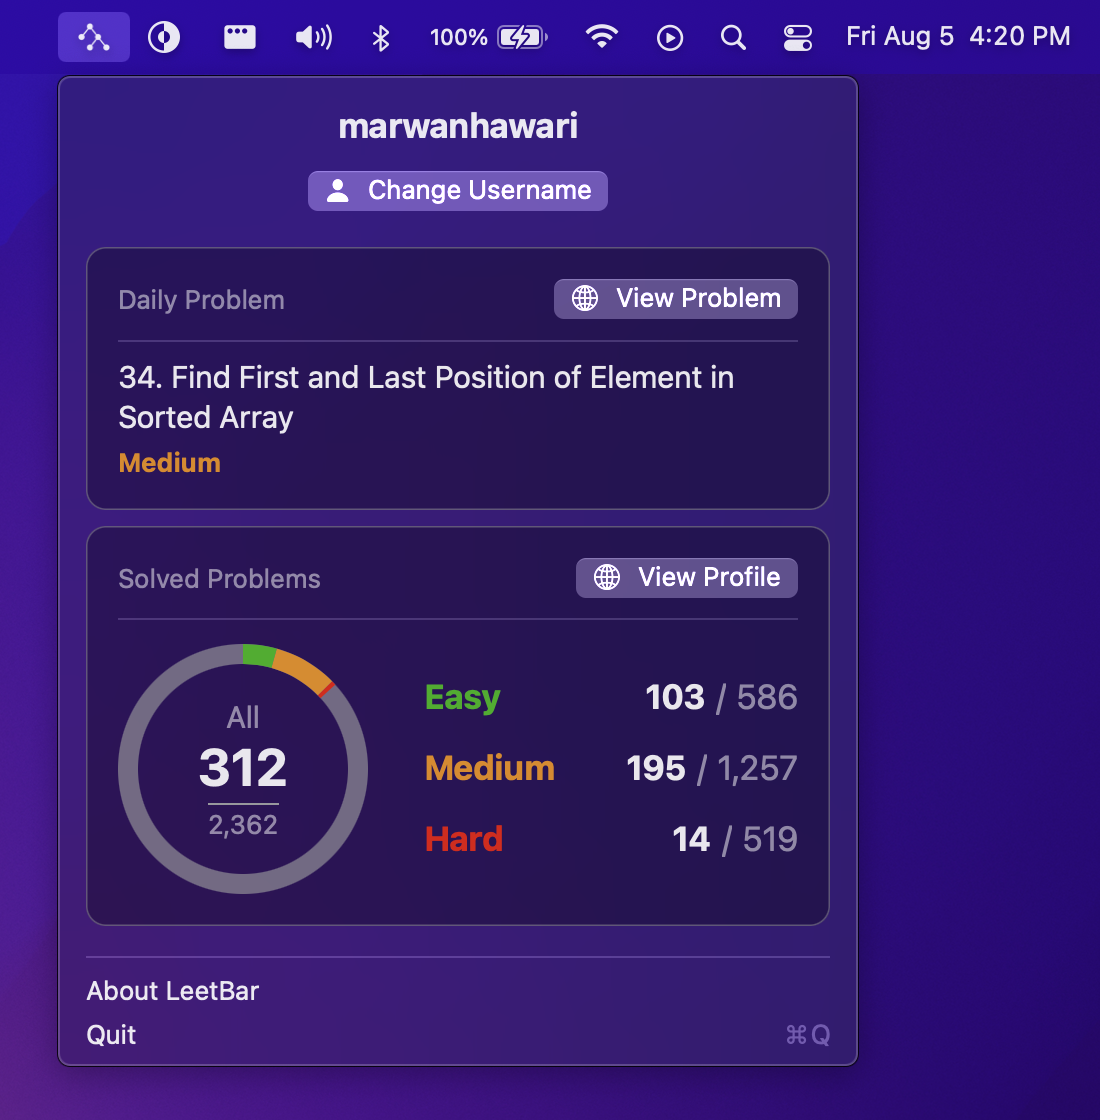 100% Fri Aug 5 4:20 PM
marwanhawari
Change Username
Daily Problem View Problem
34. Find First and Last Position of Element in
Sorted Array
Medium
Solved Problems View Profile
All
312
2,362
Easy 103 / 586
Medium 195 / 1,257
Hard 14 / 519
About LeetBar
Quit ⌘Q